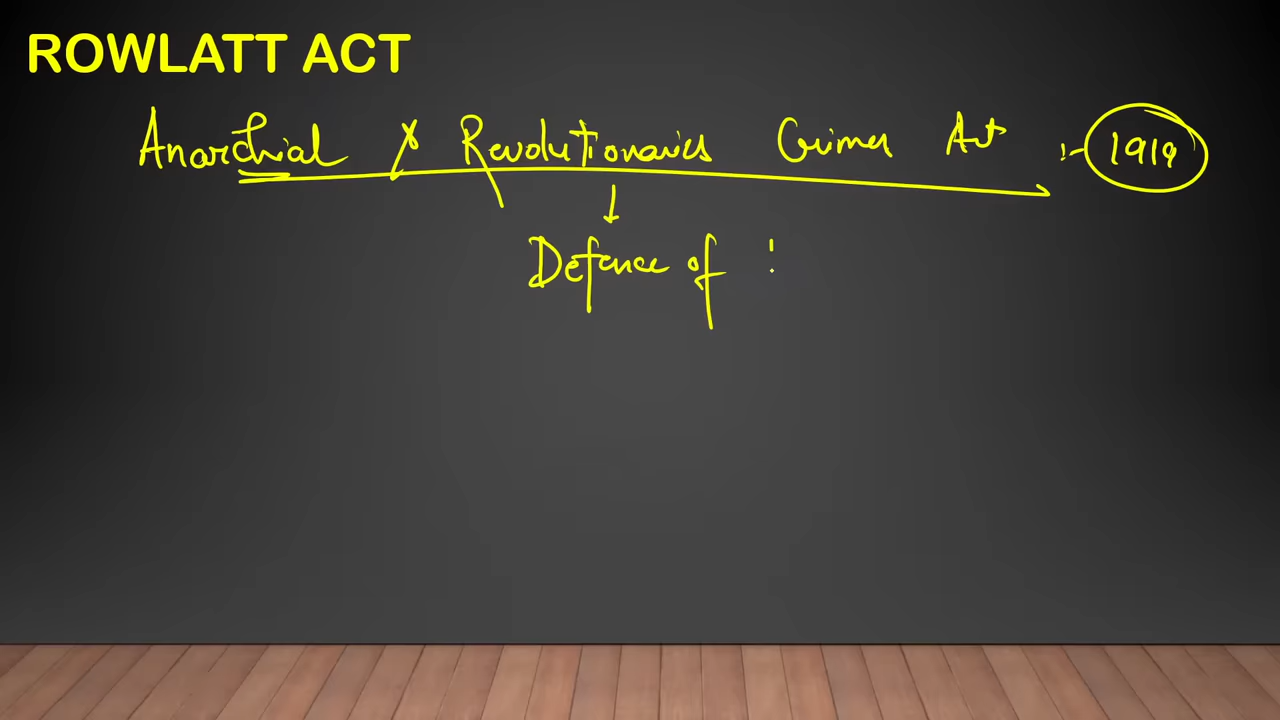 ROWLATT ACT
Anarchial & Revolutionaries Crimes Act :- 1919
Defence of